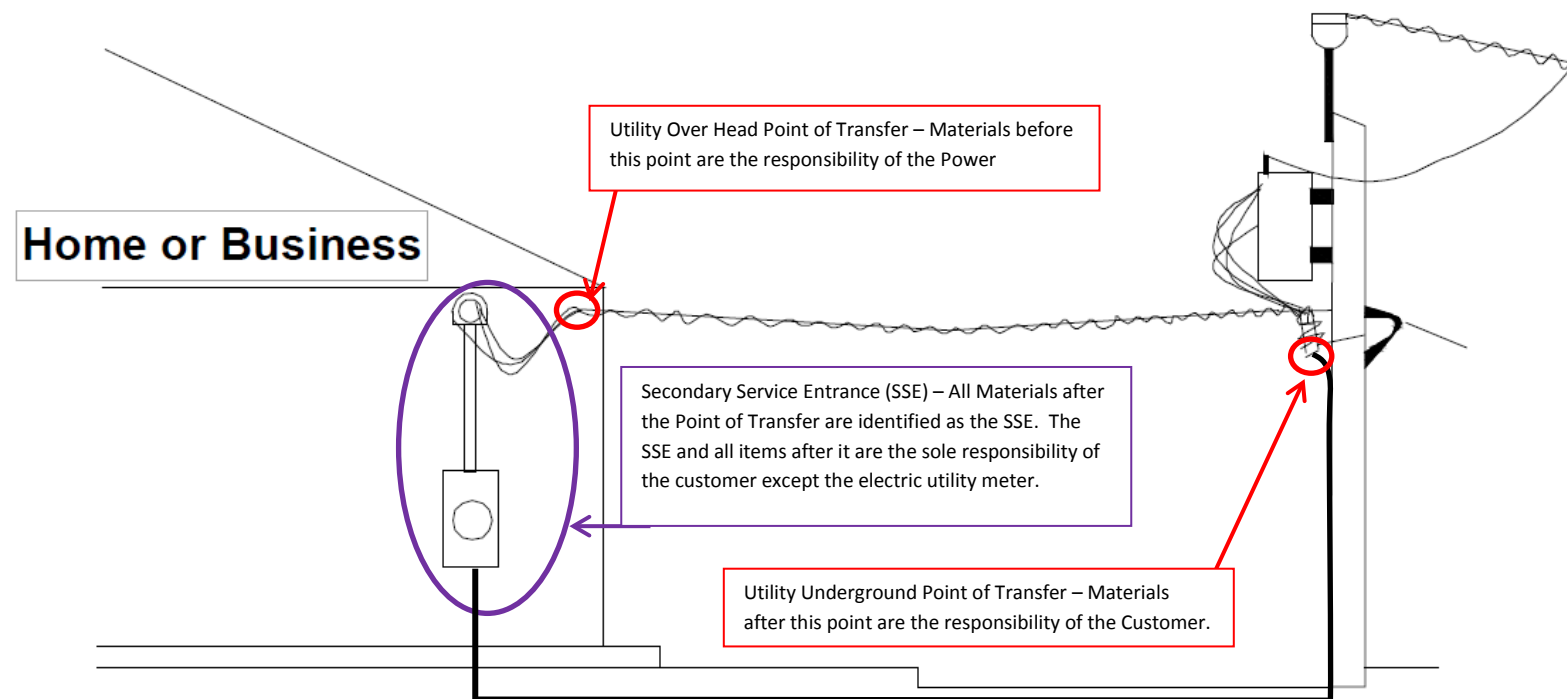 Utility Over Head Point of Transfer – Materials before
this point are the responsibility of the Power
Home or Business
Secondary Service Entrance (SSE) – All Materials after
the Point of Transfer are identified as the SSE.  The
SSE and all items after it are the sole responsibility of
the customer except the electric utility meter.
Utility Underground Point of Transfer – Materials
after this point are the responsibility of the Customer.